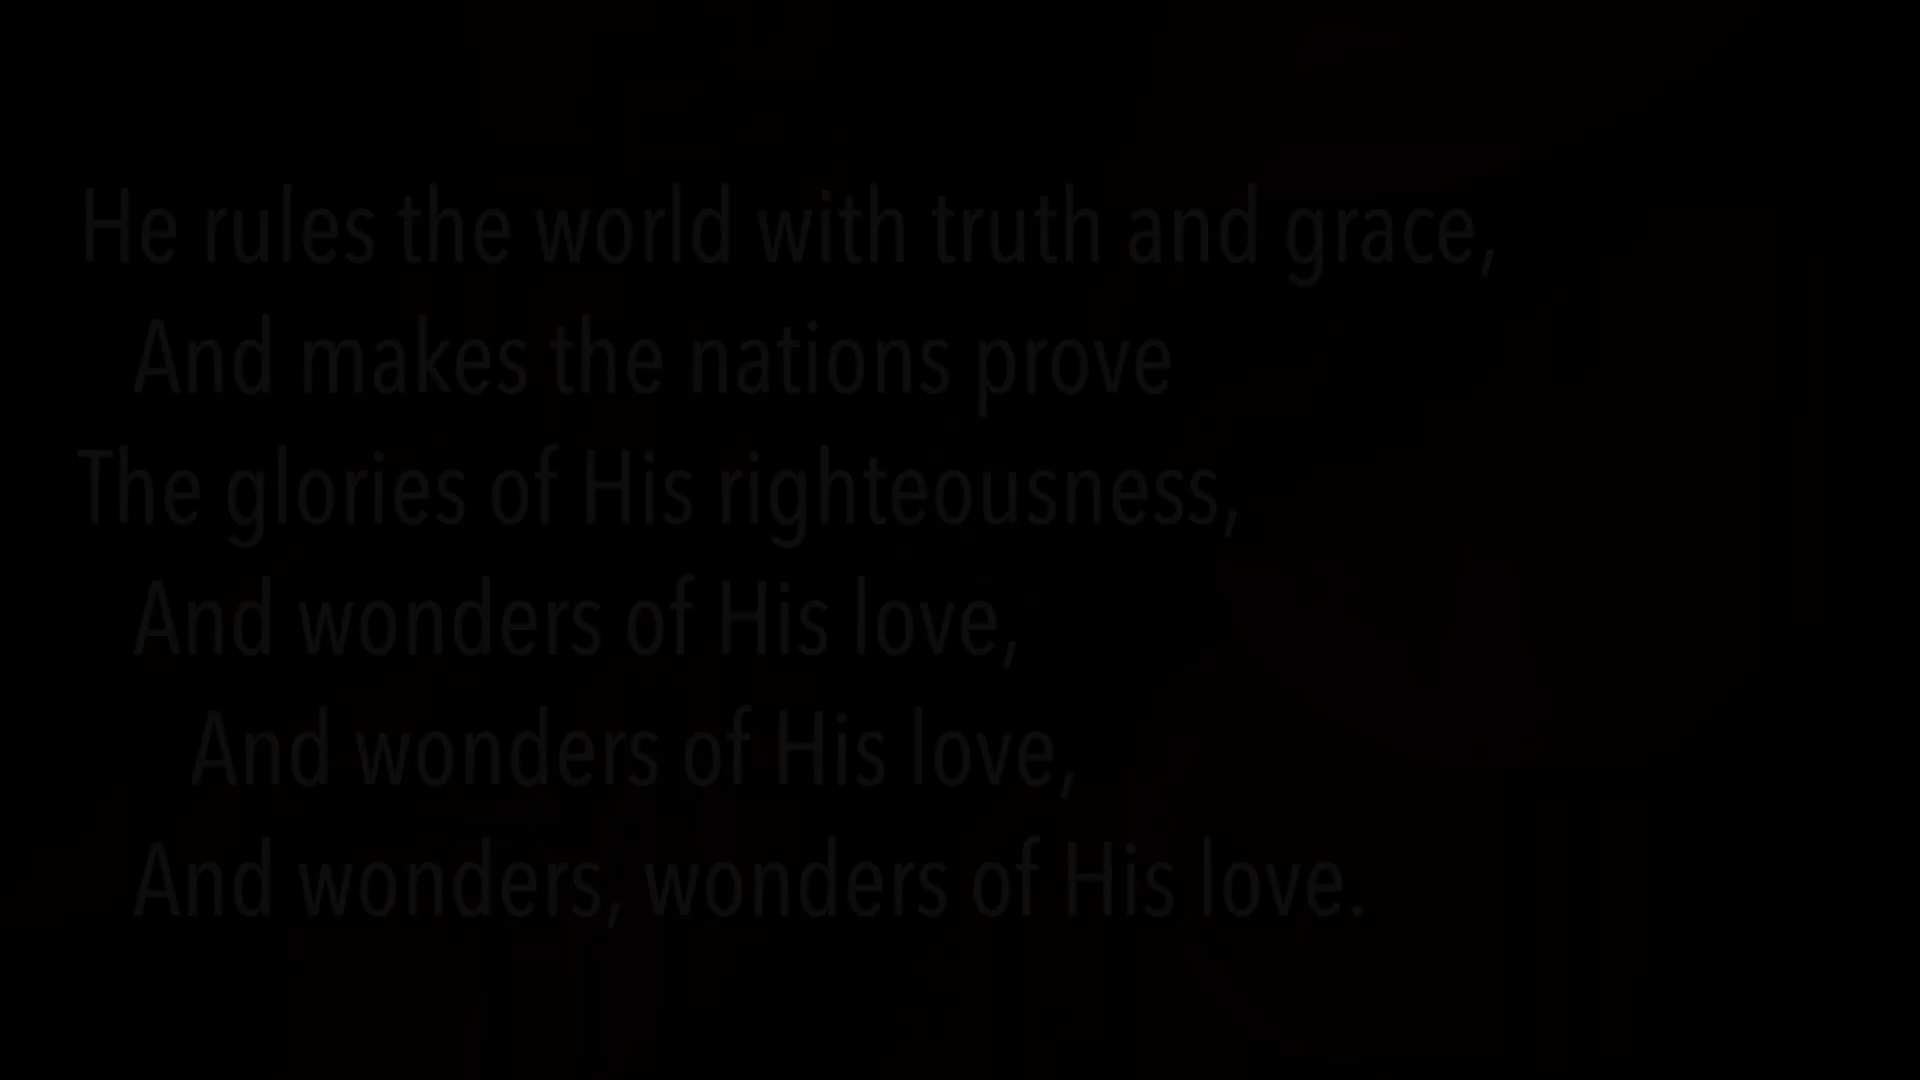 He rules the world with truth and grace,
And makes the nations prove
The glories of His righteousness,
And wonders of His love,
And wonders of His love,
And wonders, wonders of His love.